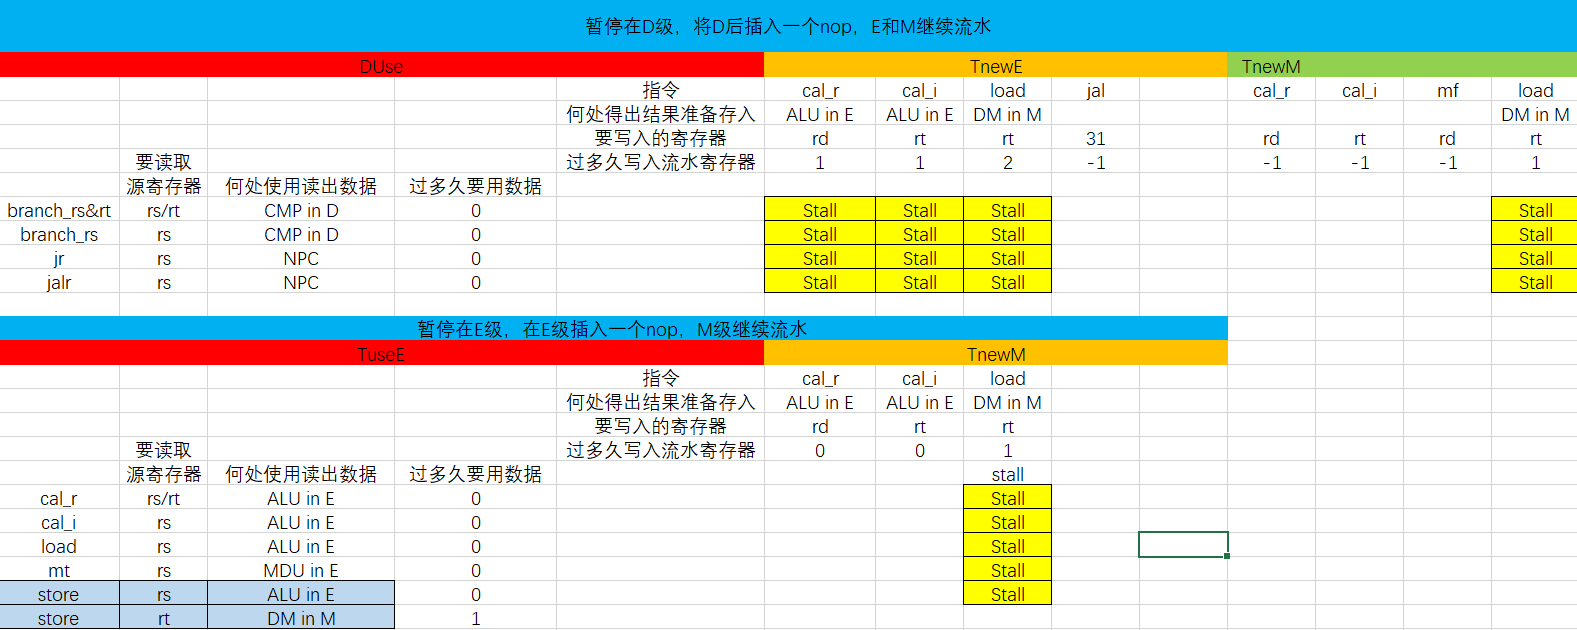 暂停在D级，将D后插入一个nop，E和M继续流水
DUse TnewE TnewM
指令 cal_r cal_i load jal cal_r cal_i mf load
何处得出结果准备存入 ALU in E ALU in E DM in M DM in M
要写入的寄存器 rd rt rt 31 rd rt rd rt
要读取 过多久写入流水寄存器 1 1 2 -1 -1 -1 -1 1
源寄存器 何处使用读出数据 过多久要用数据
branch_rs&rt rs/rt CMP in D 0 Stall Stall Stall Stall
branch_rs rs CMP in D 0 Stall Stall Stall Stall
jr rs NPC 0 Stall Stall Stall Stall
jalr rs NPC 0 Stall Stall Stall Stall
暂停在E级，在E级插入一个nop，M级继续流水
TuseE TnewM
指令 cal_r cal_i load
何处得出结果准备存入 ALU in E ALU in E DM in M
要写入的寄存器 rd rt rt
要读取 过多久写入流水寄存器 0 0 1
源寄存器 何处使用读出数据 过多久要用数据 stall
cal_r rs/rt ALU in E 0 Stall
cal_i rs ALU in E 0 Stall
load rs ALU in E 0 Stall
mt rs MDU in E 0 Stall
store rs ALU in E 0 Stall
store rt DM in M 1